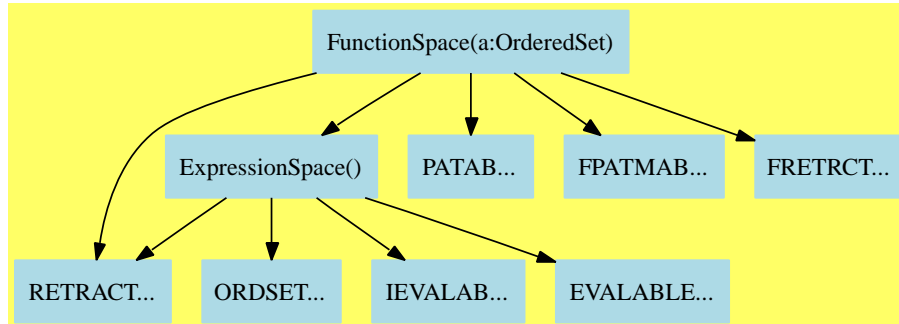 FunctionSpace(a:OrderedSet)
ExpressionSpace()
PATAB...
FPATMAB...
FRETRCT...
RETRACT...
ORDSET...
IEVALAB...
EVALABLE...